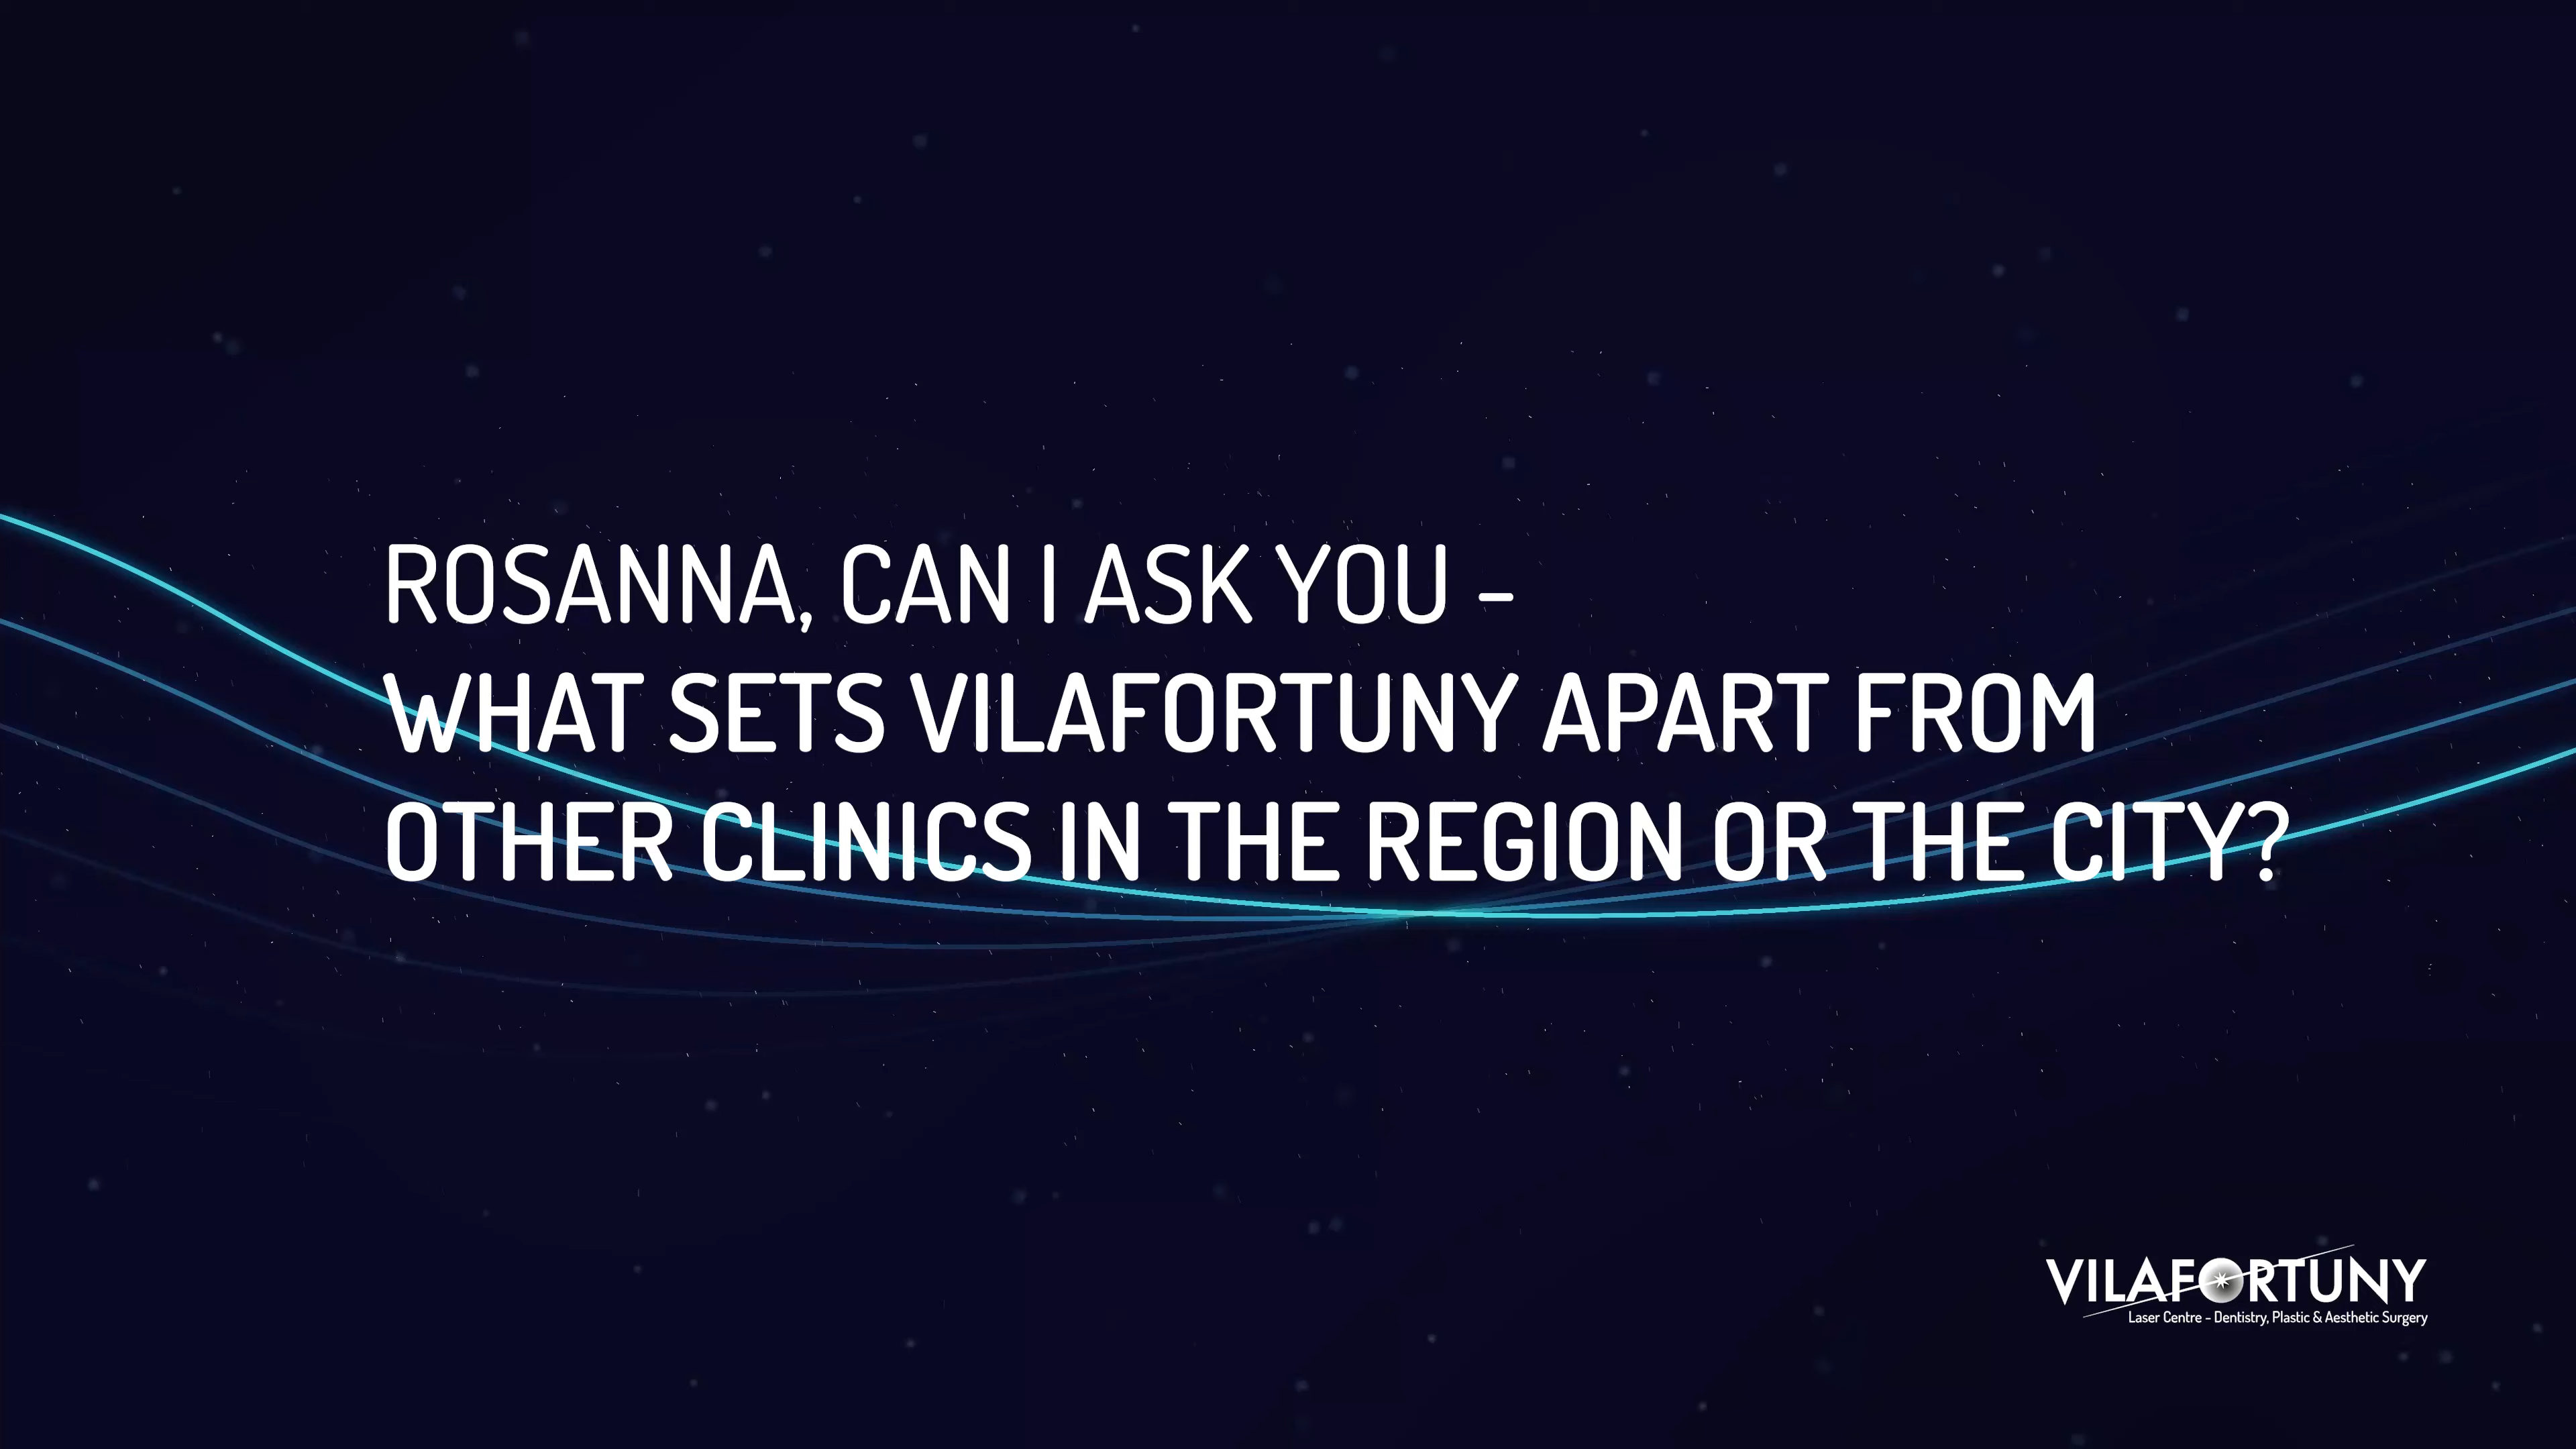 ROSANNA, CAN I ASK YOU -
WHAT SETS VILAFORTUNY APART FROM
OTHER CLINICS IN THE REGION OR THE CITY?
VILAFORTUNY
Laser Centre - Dentistry, Plastic & Aesthetic Surgery